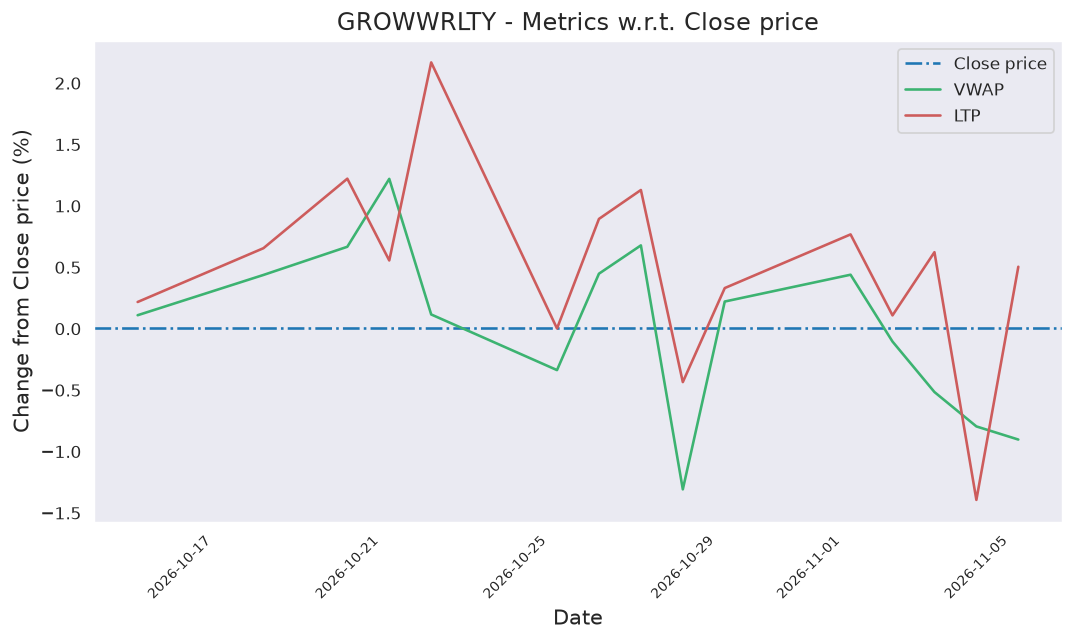 GROWWRLTY - Metrics w.r.t. Close price
Close price
VWAP
LTP
Change from Close price (%)
2.0
1.5
1.0
0.5
0.0
−0.5
−1.0
−1.5
2026-10-17
2026-10-21
2026-10-25
2026-10-29
2026-11-01
2026-11-05
Date